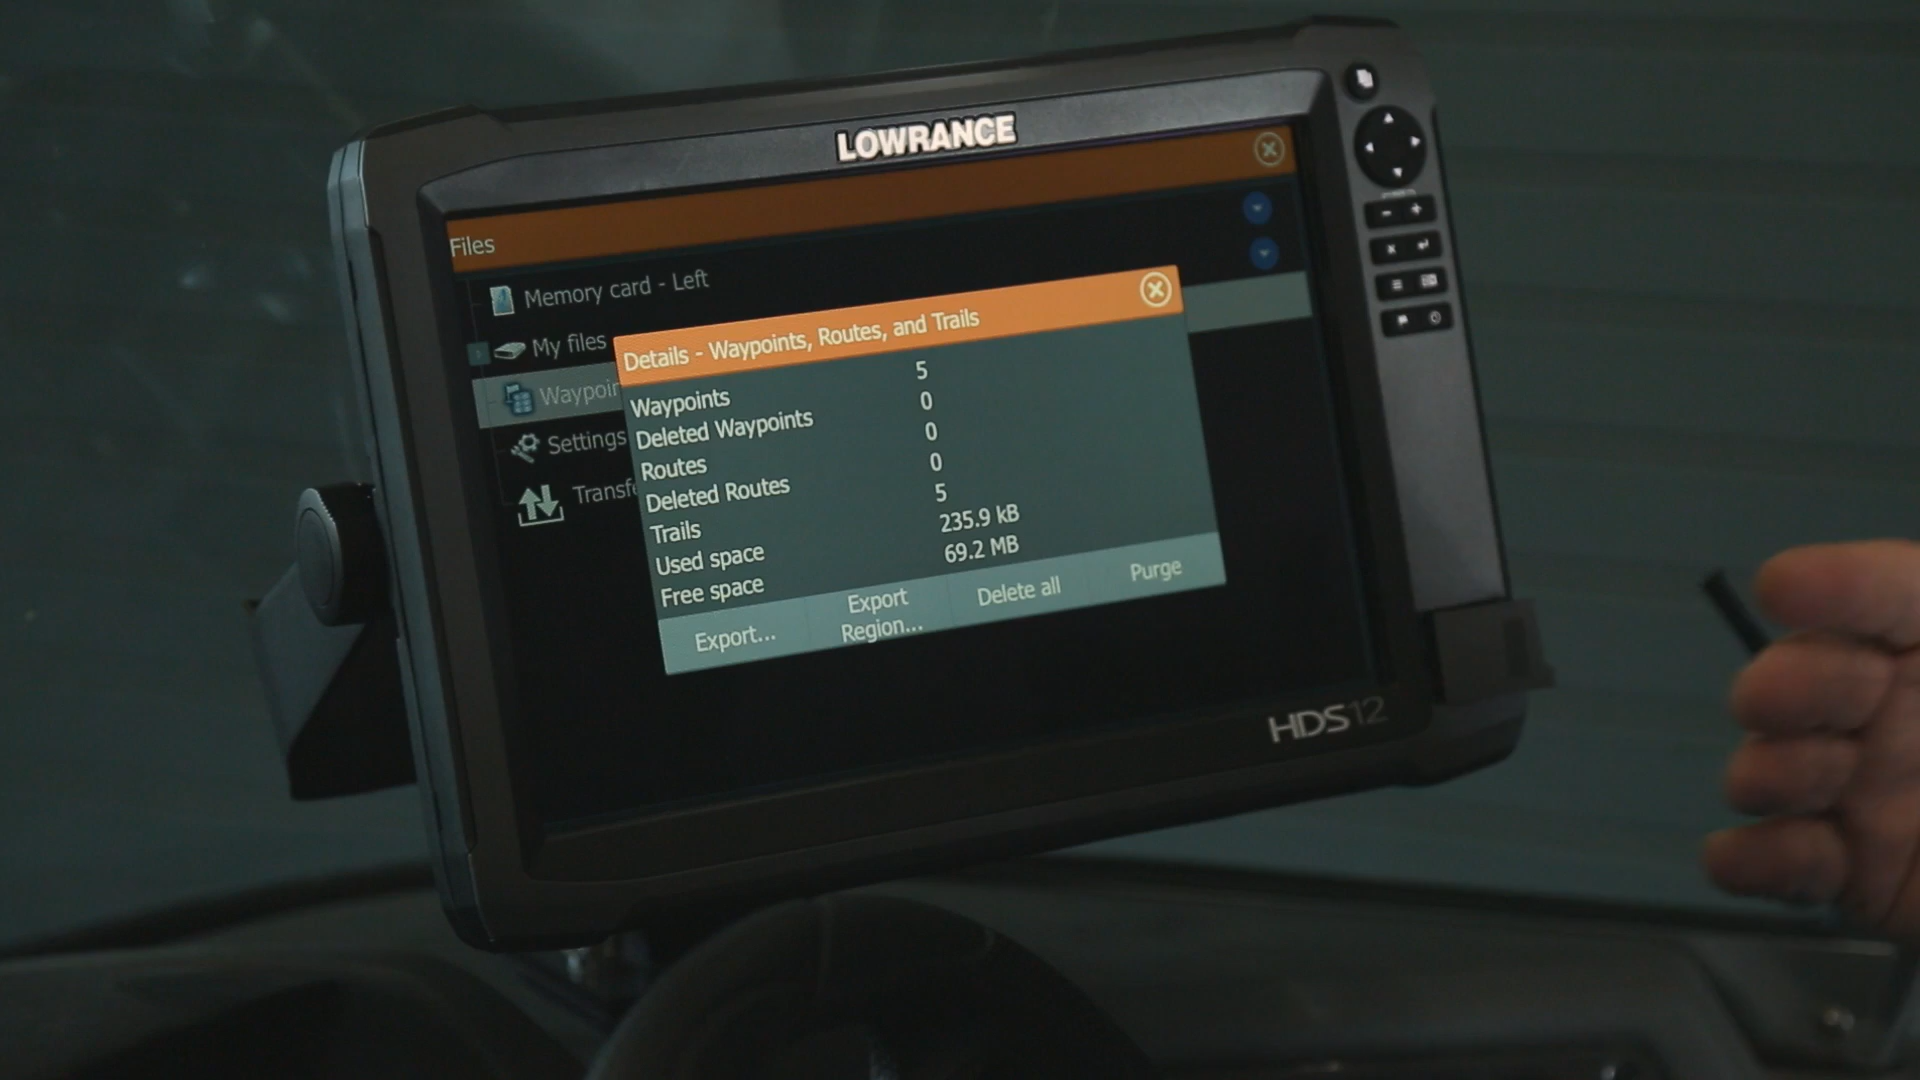 LOWRANCE
Files
Memory card - Left
My files
Waypoin
Settings
Transfe
Details - Waypoints, Routes, and Trails
Waypoints 5
Deleted Waypoints 0
Routes 0
Deleted Routes 0
Trails 5
Used space 235.9 kB
Free space 69.2 MB
Export...
Export
Region...
Delete all
Purge
HDS12